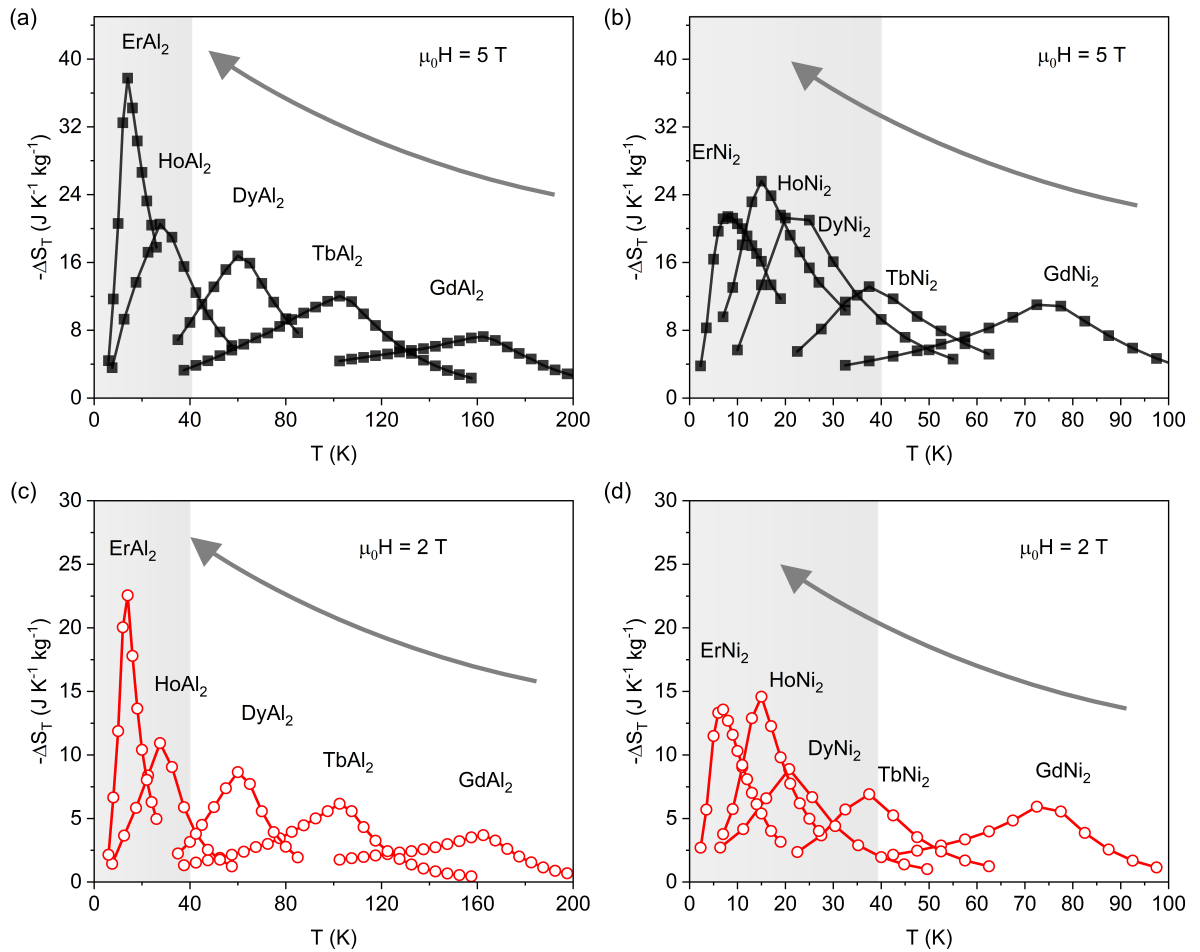 (a)
ErAl₂
μ₀H = 5 T
HoAl₂
DyAl₂
TbAl₂
GdAl₂
40
32
24
16
8
0
-ΔS_T (J K⁻¹ kg⁻¹)
0 40 80 120 160 200
T (K)
(b)
μ₀H = 5 T
ErNi₂
HoNi₂
DyNi₂
TbNi₂
GdNi₂
40
32
24
16
8
0
-ΔS_T (J K⁻¹ kg⁻¹)
0 10 20 30 40 50 60 70 80 90 100
T (K)
(c)
μ₀H = 2 T
ErAl₂
HoAl₂
DyAl₂
TbAl₂
GdAl₂
30
25
20
15
10
5
0
-ΔS_T (J K⁻¹ kg⁻¹)
0 40 80 120 160 200
T (K)
(d)
μ₀H = 2 T
ErNi₂
HoNi₂
DyNi₂
TbNi₂
GdNi₂
30
25
20
15
10
5
0
-ΔS_T (J K⁻¹ kg⁻¹)
0 10 20 30 40 50 60 70 80 90 100
T (K)